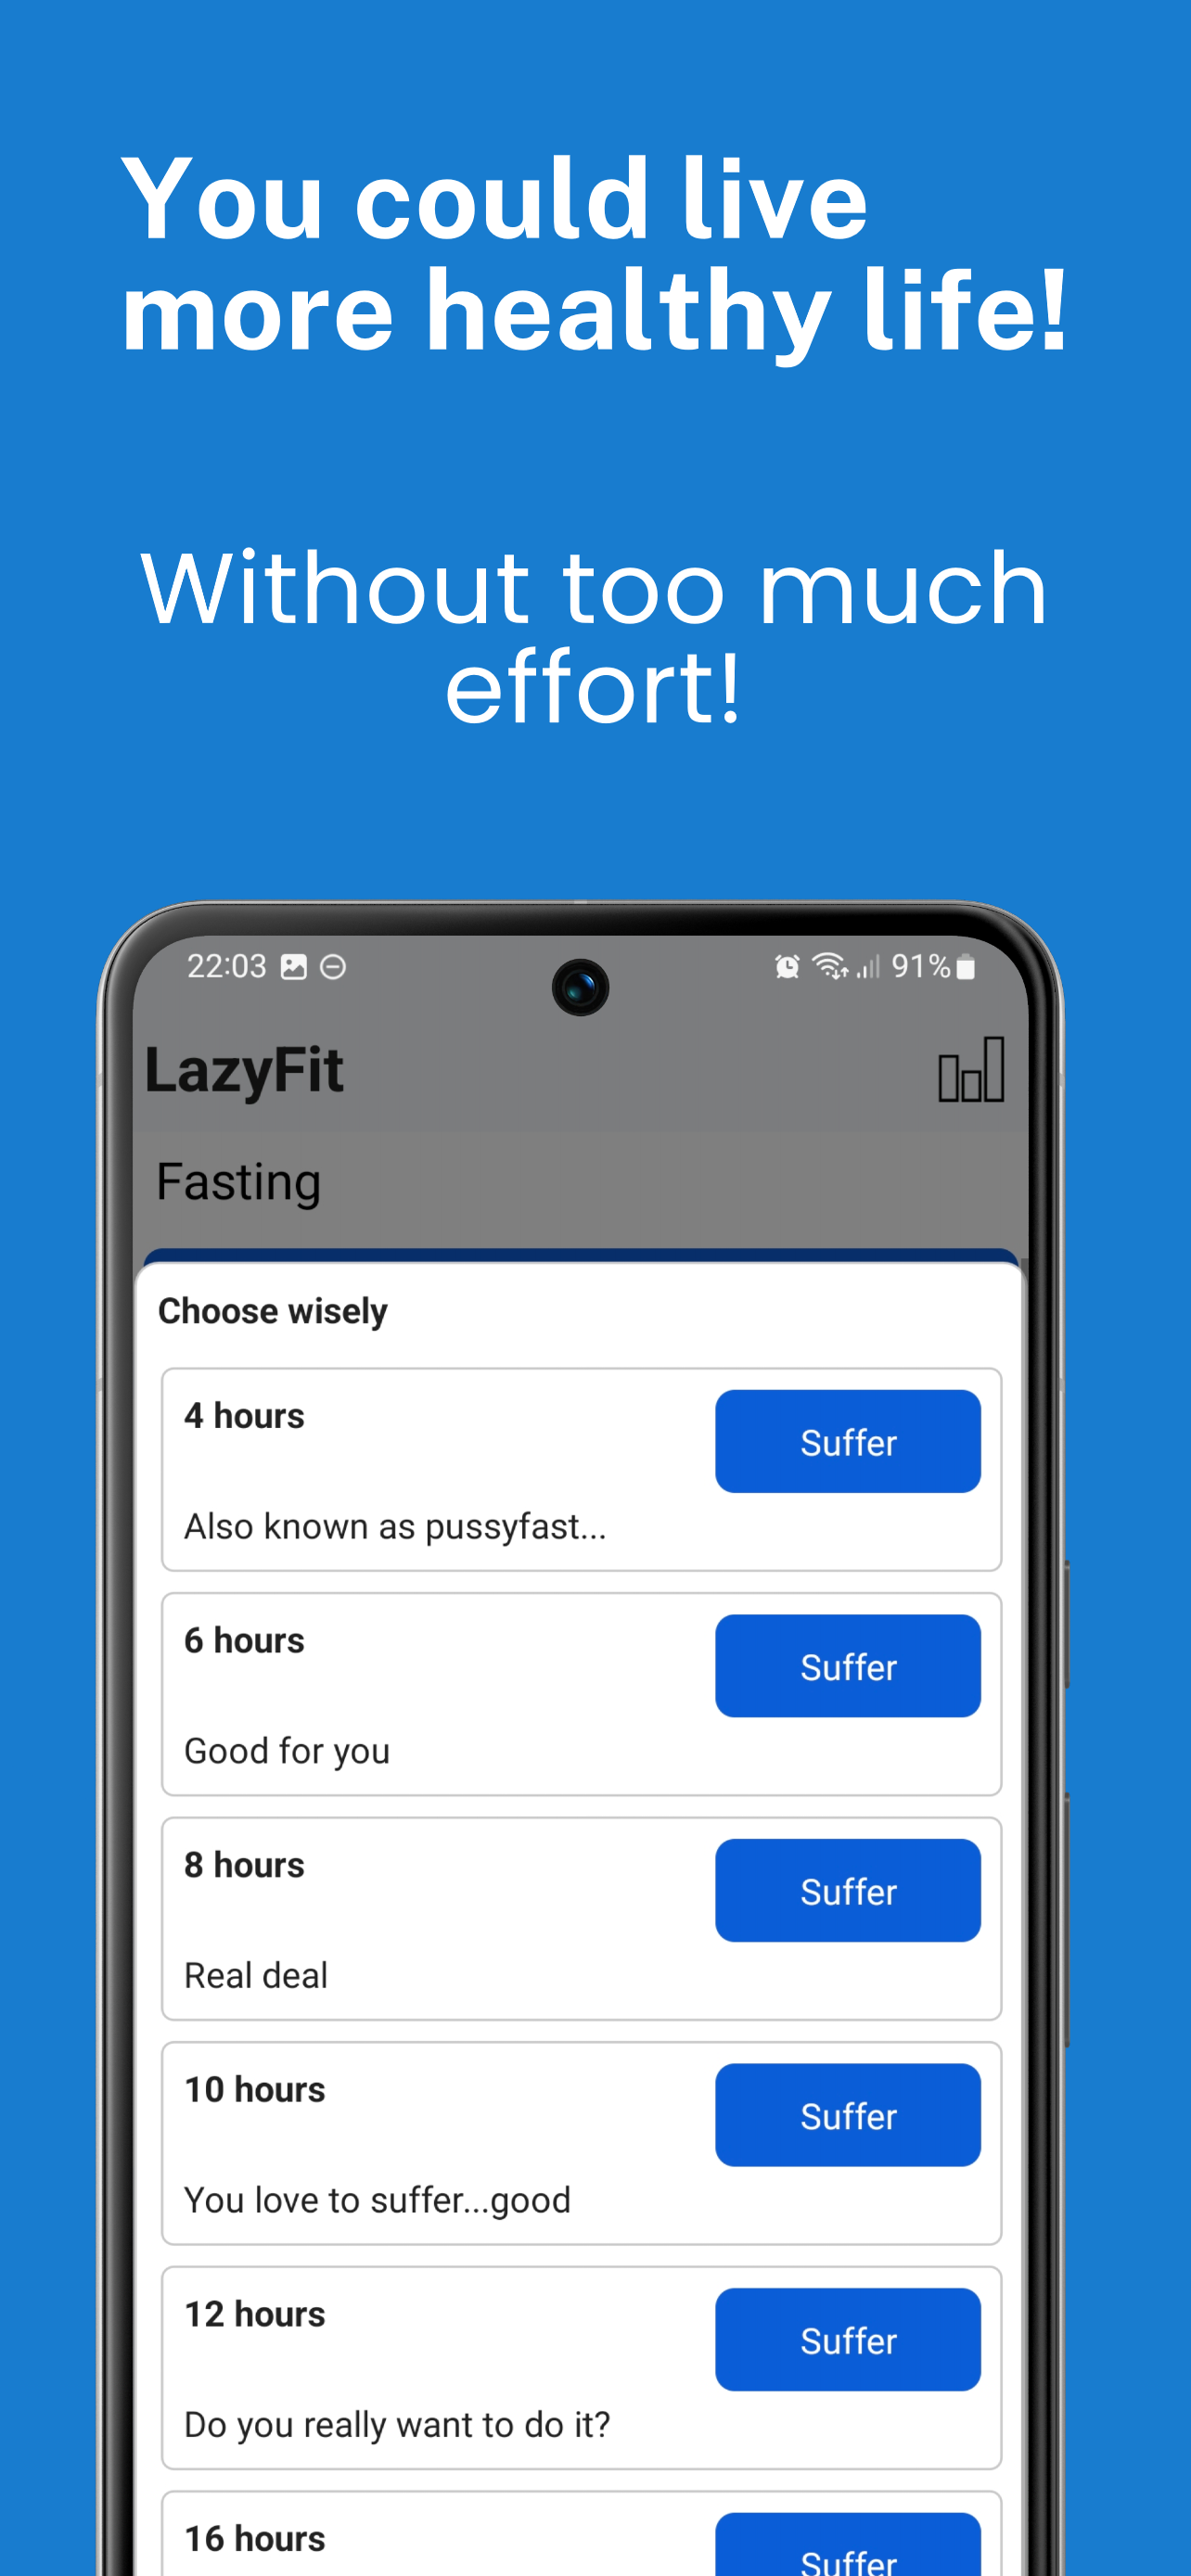 You could live
more healthy life!
Without too much
effort!
22:03 91%
LazyFit
Fasting
Choose wisely
4 hours
Suffer
Also known as pussyfast...
6 hours
Suffer
Good for you
8 hours
Suffer
Real deal
10 hours
Suffer
You love to suffer...good
12 hours
Suffer
Do you really want to do it?
16 hours
Suffer